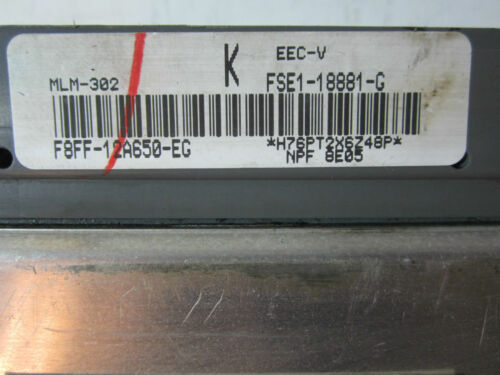 K EEC-V
MLM-302 FSE1-18881-G
F8FF-12A650-EG *H76PT2X6Z48P*
NPF 8E05